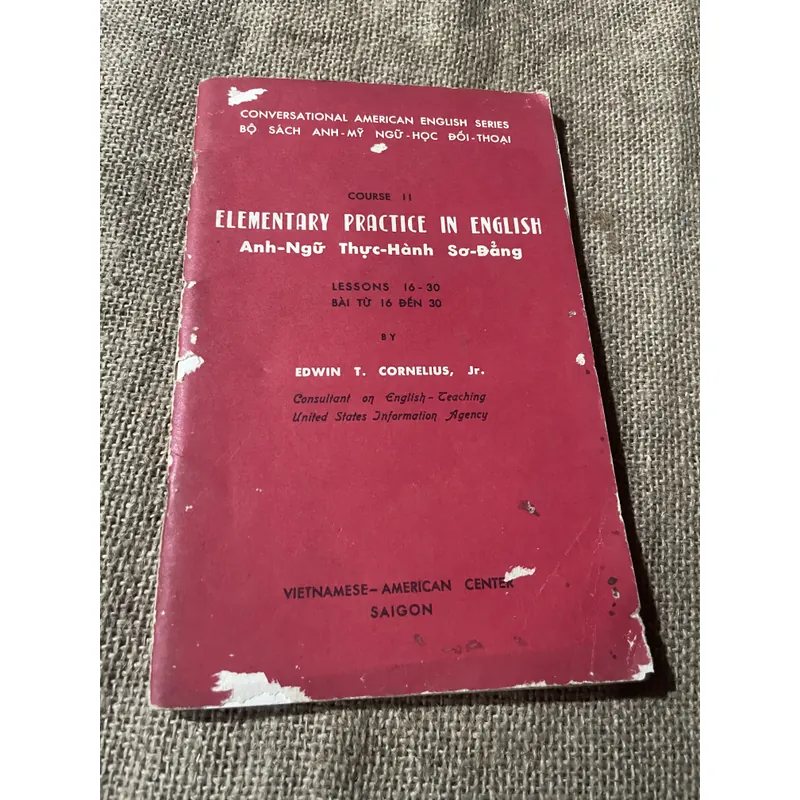 CONVERSATIONAL AMERICAN ENGLISH SERIES
BỘ SÁCH ANH-MỸ NGỮ-HỌC ĐỐI-THOẠI
COURSE II
ELEMENTARY PRACTICE IN ENGLISH
Anh-Ngữ Thực-Hành Sơ-Đẳng
LESSONS 16-30
BÀI TỪ 16 ĐẾN 30
BY
EDWIN T. CORNELIUS, Jr.
Consultant on English-Teaching
United States Information Agency
VIETNAMESE-AMERICAN CENTER
SAIGON